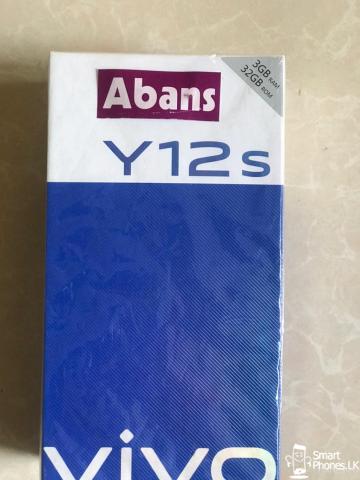 Abans
3GB RAM
32GB ROM
Y12s
vivo
Smart
Phones.LK